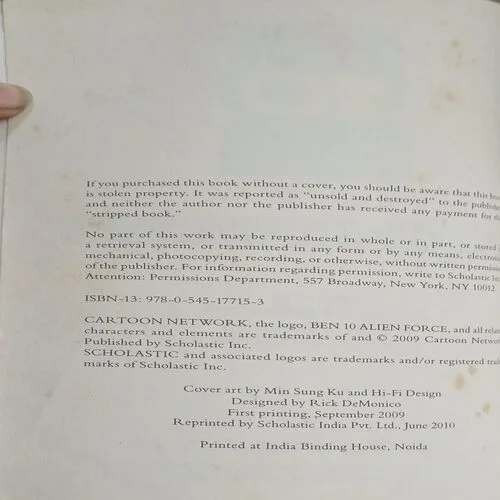 If you purchased this book without a cover, you should be aware that this
is stolen property. It was reported as "unsold and destroyed" to the
and neither the author nor the publisher has received any payment for
"stripped book."
No part of this work may be reproduced in whole or in part, or stored
a retrieval system, or transmitted in any form or by any means,
mechanical, photocopying, recording, or otherwise, without written
of the publisher. For information regarding permission, write to Scholastic
Attention: Permissions Department, 557 Broadway, New York, NY 10012
ISBN-13: 978-0-545-17715-3
CARTOON NETWORK, the logo, BEN 10 ALIEN FORCE, and all
characters and elements are trademarks of and © 2009 Cartoon
Published by Scholastic Inc.
SCHOLASTIC and associated logos are trademarks and/or registered
marks of Scholastic Inc.
Cover art by Min Sung Ku and Hi-Fi Design
Designed by Rick DeMonico
First printing, September 2009
Reprinted by Scholastic India Pvt. Ltd., June 2010
Printed at India Binding House, Noida